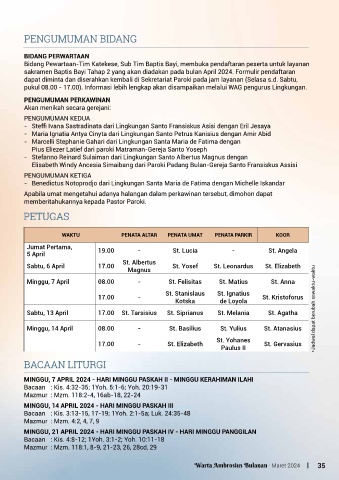 PENGUMUMAN BIDANG
BIDANG PERWARTAAN
Bidang Pewartaan-Tim Katekese, Sub Tim Baptis Bayi, membuka pendaftaran peserta untuk layanan
sakramen Baptis Bayi Tahap 2 yang akan diadakan pada bulan April 2024. Formulir pendaftaran
dapat diminta dan diserahkan kembali di Sekretariat Paroki pada jam layanan (Selasa s.d. Sabtu,
pukul 08.00 - 17.00). Informasi lebih lengkap akan disampaikan melalui WAG pengurus Lingkungan.
PENGUMUMAN PERKAWINAN
Akan menikah secara gerejani:
PENGUMUMAN KEDUA
- Steffi Ivana Sastradinata dari Lingkungan Santo Fransiskus Asisi dengan Eril Jesaya
- Maria Ignatia Antya Cinyta dari Lingkungan Santo Petrus Kanisius dengan Amir Abid
- Marcelli Stephanie Gahari dari Lingkungan Santa Maria de Fatima dengan
Pius Eliezer Latief dari paroki Matraman-Gereja Santo Yoseph
- Stefanno Reinard Sulaiman dari Lingkungan Santo Albertus Magnus dengan
Elisabeth Windy Ancesia Simaibang dari Paroki Padang Bulan-Gereja Santo Fransiskus Assisi
PENGUMUMAN KETIGA
- Benedictus Notoprodjo dari Lingkungan Santa Maria de Fatima dengan Michelle Iskandar
Apabila umat mengetahui adanya halangan dalam perkawinan tersebut, dimohon dapat
memberitahukannya kepada Pastor Paroki.
PETUGAS
WAKTU PENATA ALTAR PENATA UMAT PENATA PARKIR KOOR
Jumat Pertama, 5 April 19.00 - St. Lucia - St. Angela
Sabtu, 6 April 17.00 St. Albertus Magnus St. Yosef St. Leonardus St. Elizabeth
Minggu, 7 April 08.00 - St. Felisitas St. Matius St. Anna
17.00 - St. Stanislaus Kotska St. Ignatius de Loyola St. Kristoforus
Sabtu, 13 April 17.00 St. Tarsisius St. Siprianus St. Melania St. Agatha
Minggu, 14 April 08.00 - St. Basilius St. Yulius St. Atanasius
17.00 - St. Elizabeth St. Yohanes Paulus II St. Gervasius
*Jadwal dapat berubah sewaktu-waktu
BACAAN LITURGI
MINGGU, 7 APRIL 2024 - HARI MINGGU PASKAH II - MINGGU KERAHIMAN ILAHI
Bacaan : Kis. 4:32-35; 1Yoh. 5:1-6; Yoh. 20:19-31
Mazmur : Mzm. 118:2-4, 16ab-18, 22-24
MINGGU, 14 APRIL 2024 - HARI MINGGU PASKAH III
Bacaan : Kis. 3:13-15, 17-19; 1Yoh. 2:1-5a; Luk. 24:35-48
Mazmur : Mzm. 4:2, 4, 7, 9
MINGGU, 21 APRIL 2024 - HARI MINGGU PASKAH IV - HARI MINGGU PANGGILAN
Bacaan : Kis. 4:8-12; 1Yoh. 3:1-2; Yoh. 10:11-18
Mazmur : Mzm. 118:1, 8-9, 21-23, 26, 28cd, 29
Warta Ambrosius Bulanan Maret 2024 | 35